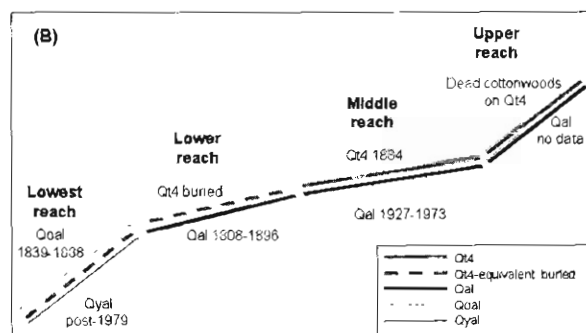 (B)
Upper
reach
Dead cottonwoods
on Qt4
Qal
no data
Middle
reach
Qt4 1884
Qal 1927-1973
Lower
reach
Qt4 buried
Qal 1808-1896
Lowest
reach
Qoal
1839-1838
Qyal
post-1979
Qt4
Qt4-equivalent buried
Qal
Qoal
Qyal